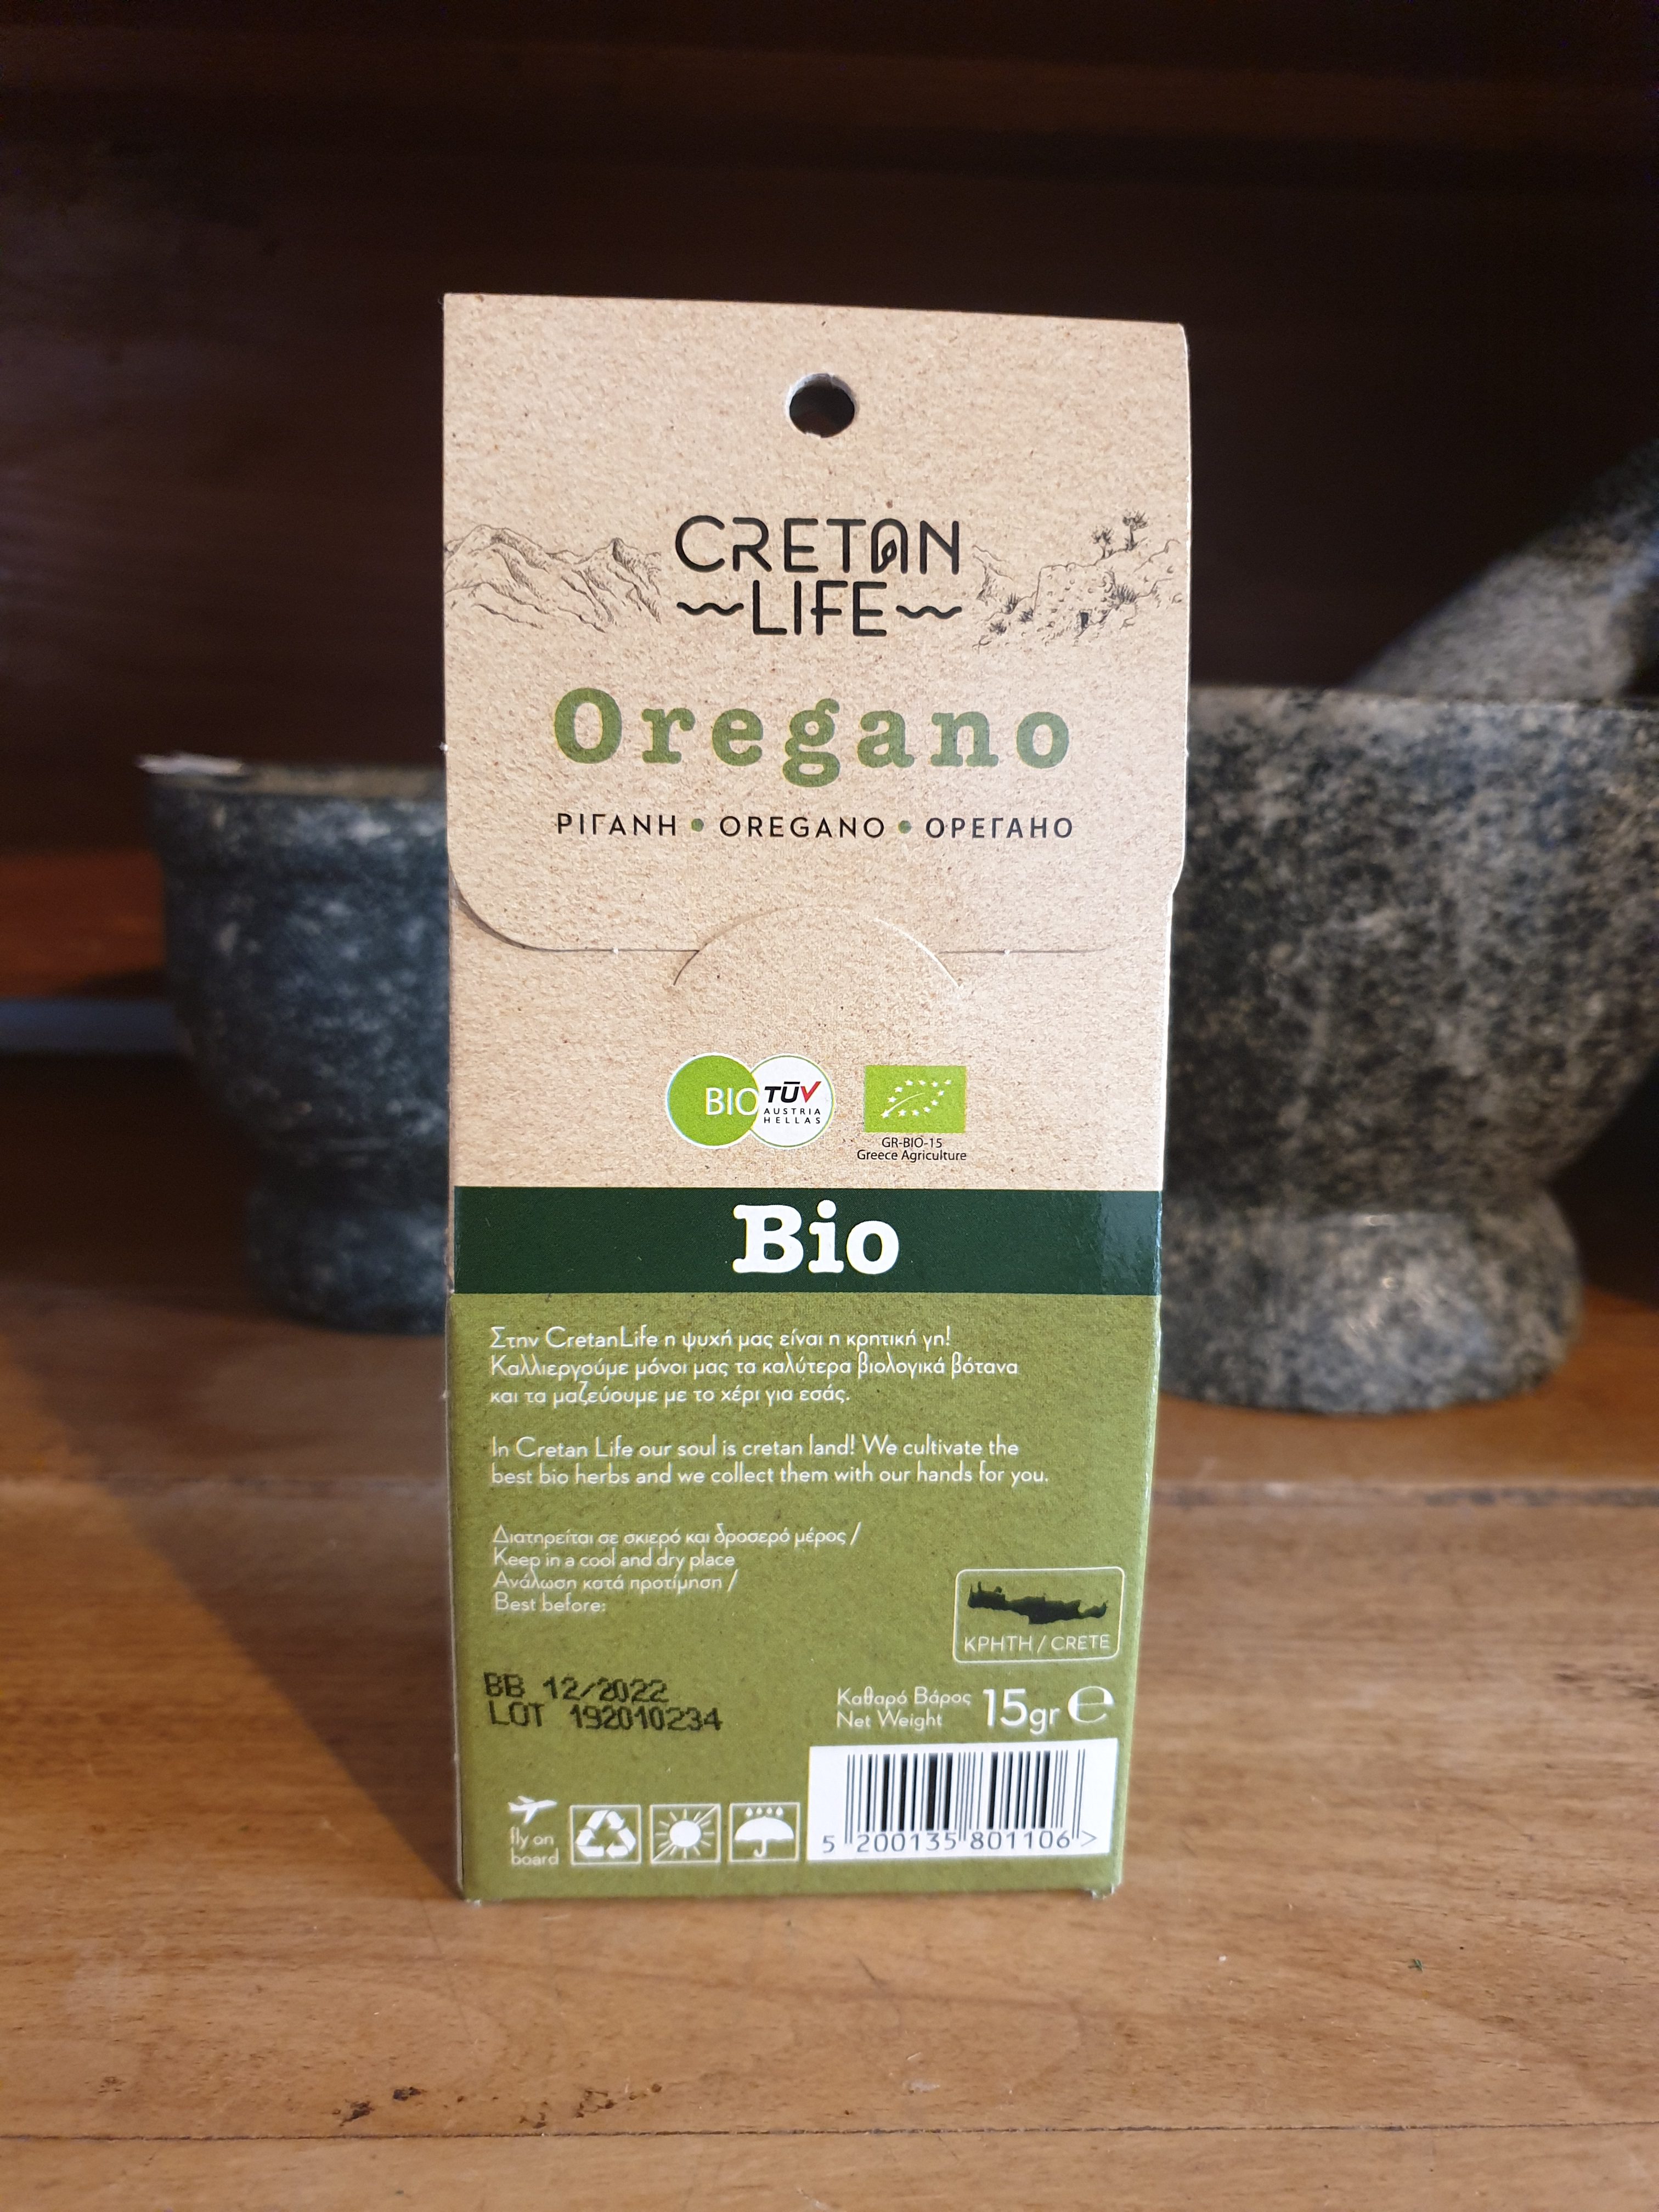 CRETAN
LIFE
Oregano
ΡΙΓΑΝΗ • OREGANO • ОРЕГАНО
BIO TÜV
AUSTRIA
HELLAS
GR-BIO-15
Greece Agriculture
Bio
Στην CretanLife η ψυχή μας είναι η κρητική γη!
Καλλιεργούμε μόνοι μας τα καλύτερα βιολογικά βότανα
και τα μαζεύουμε με το χέρι για εσάς.
In Cretan Life our soul is cretan land! We cultivate the
best bio herbs and we collect them with our hands for you.
Διατηρείται σε σκιερό και δροσερό μέρος /
Keep in a cool and dry place
Ανάλωση κατά προτίμηση /
Best before:
ΚΡΗΤΗ / CRETE
BB 12/2022
LOT 192010234
Καθαρό Βάρος
Net Weight 15gr e
fly on
board
5 200135 801106 >